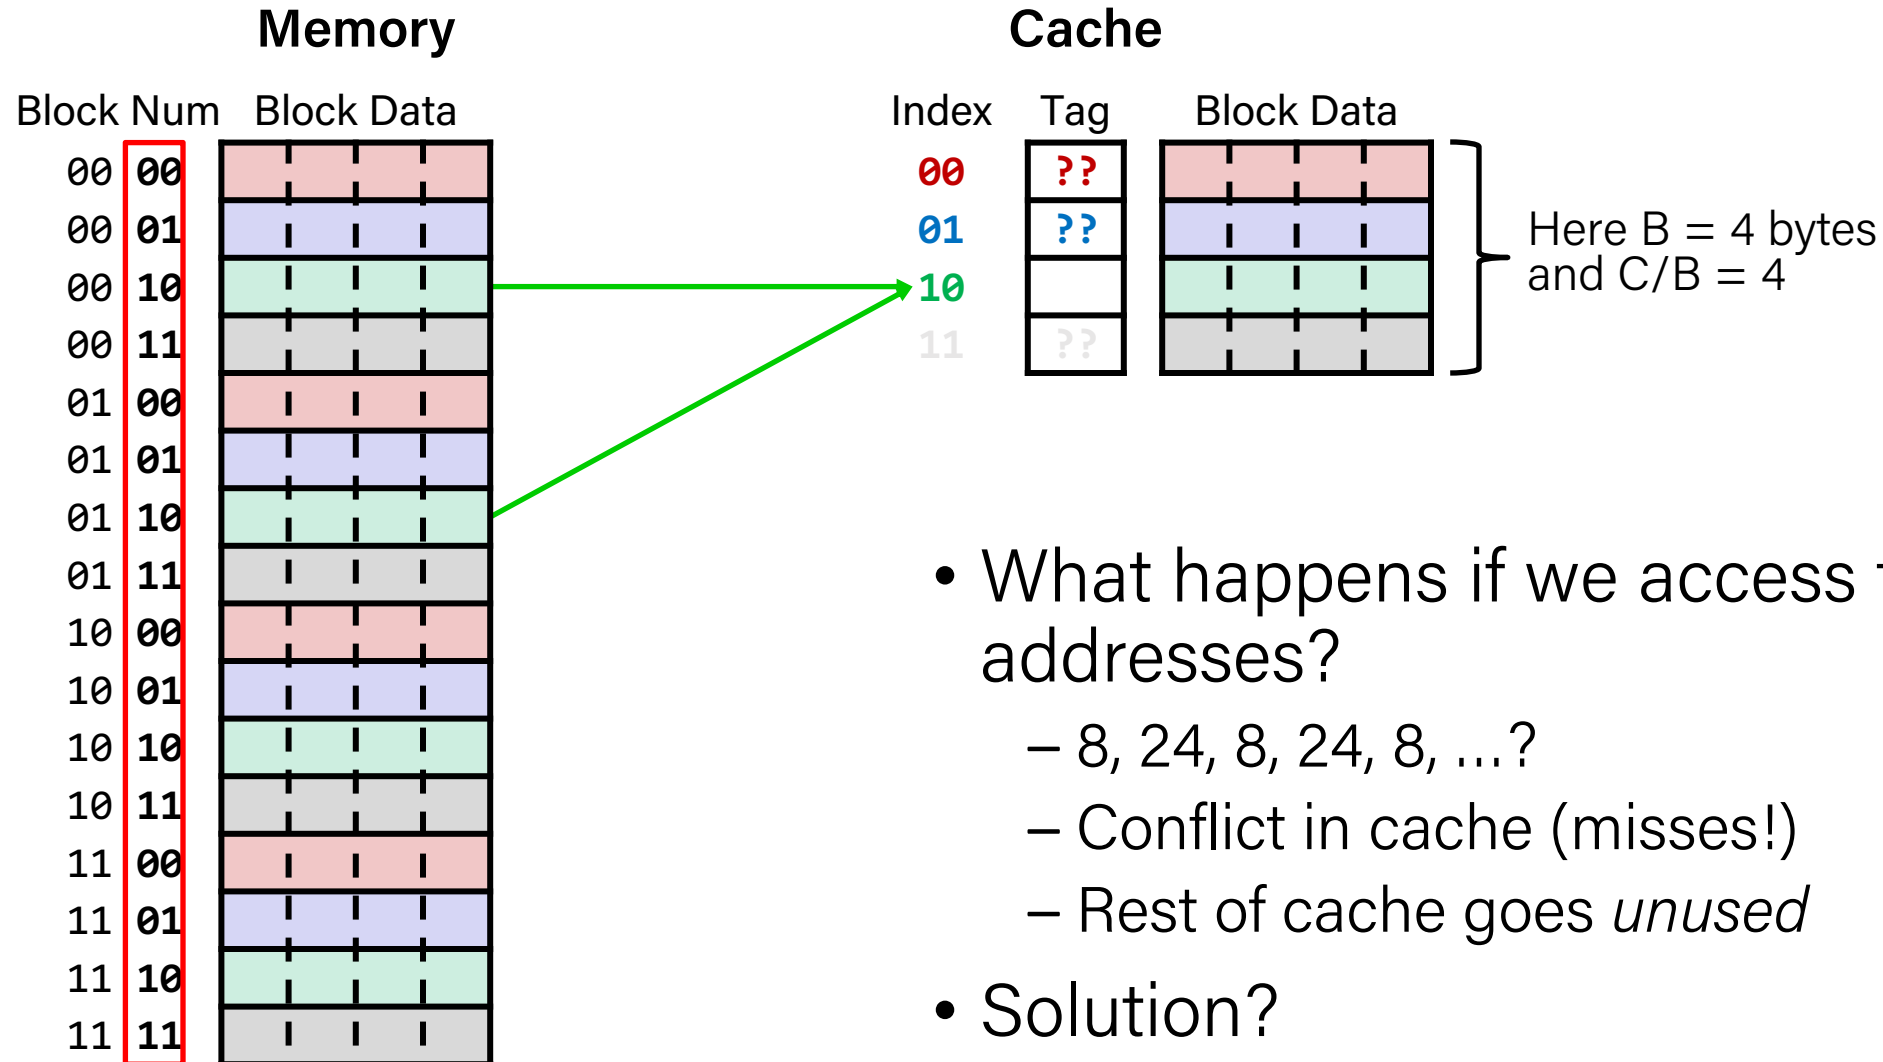 Memory
Cache
Block Num Block Data
Index Tag Block Data
00 00
00 01
00 10
00 11
01 00
01 01
01 10
01 11
10 00
10 01
10 10
10 11
11 00
11 01
11 10
11 11
00 ??
01 ??
10
11 ??
Here B = 4 bytes
and C/B = 4
• What happens if we access
addresses?
– 8, 24, 8, 24, 8, …?
– Conflict in cache (misses!)
– Rest of cache goes unused
• Solution?